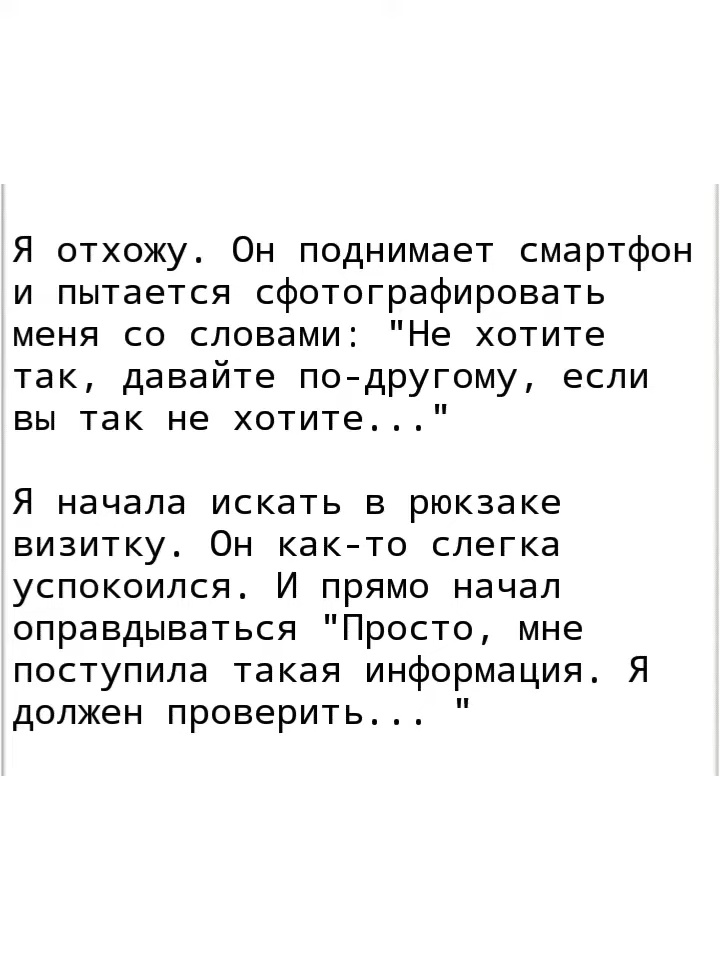 Я отхожу. Он поднимает смартфон
и пытается сфотографировать
меня со словами: "Не хотите
так, давайте по-другому, если
вы так не хотите..."
Я начала искать в рюкзаке
визитку. Он как-то слегка
успокоился. И прямо начал
оправдываться "Просто, мне
поступила такая информация. Я
должен проверить... "